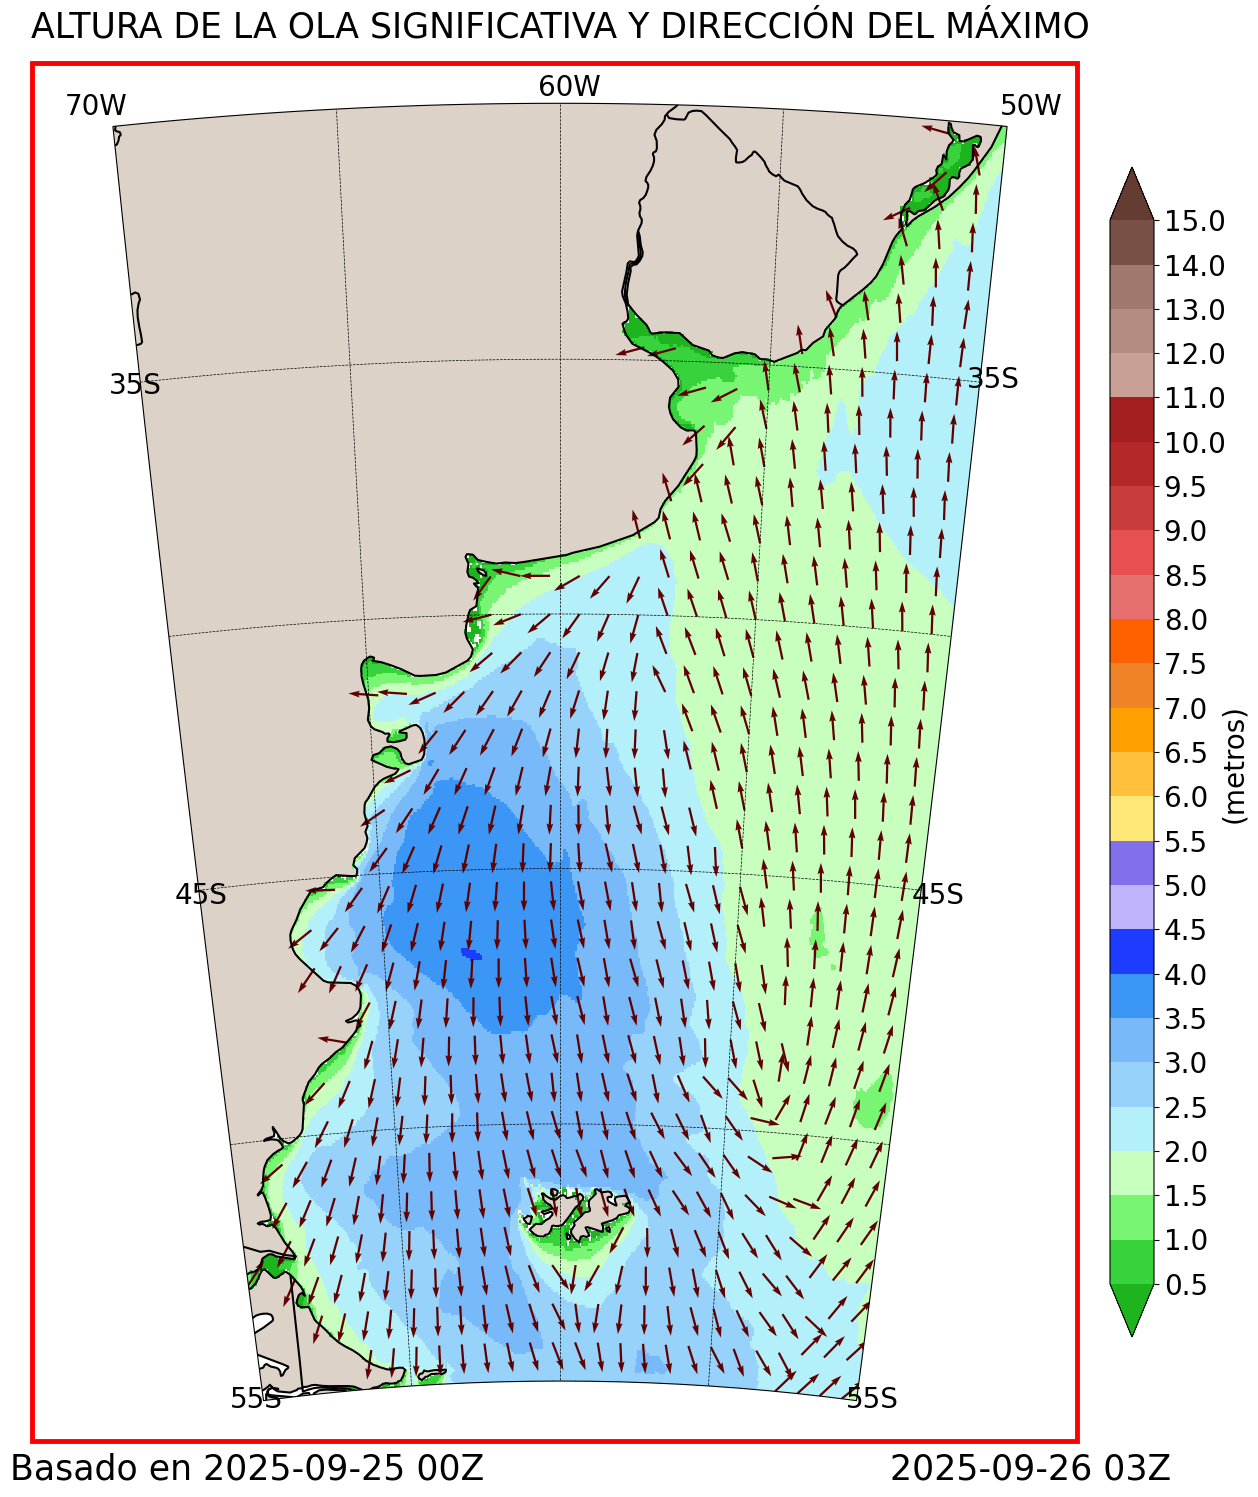 ALTURA DE LA OLA SIGNIFICATIVA Y DIRECCIÓN DEL MÁXIMO
70W
60W
50W
35S
35S
45S
45S
55S
55S
15.0
14.0
13.0
12.0
11.0
10.0
9.5
9.0
8.5
8.0
7.5
7.0
6.5
6.0
5.5
5.0
4.5
4.0
3.5
3.0
2.5
2.0
1.5
1.0
0.5
(metros)
Basado en 2025-09-25 00Z
2025-09-26 03Z